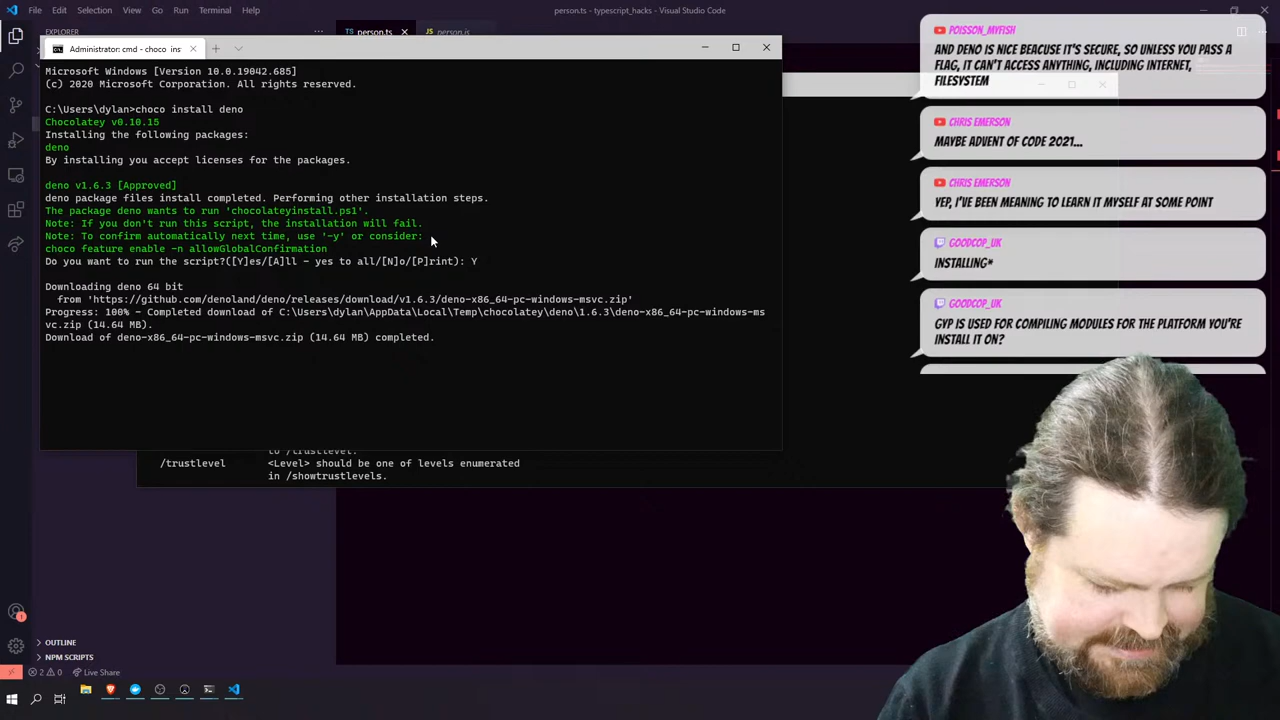 File Edit Selection View Go Run Terminal Help
person.ts - typescript_hacks - Visual Studio Code
EXPLORER
person.ts
person.js
Administrator: cmd - choco ins
Microsoft Windows [Version 10.0.19042.685]
(c) 2020 Microsoft Corporation. All rights reserved.
C:\Users\dylan>choco install deno
Chocolatey v0.10.15
Installing the following packages:
deno
By installing you accept licenses for the packages.
deno v1.6.3 [Approved]
deno package files install completed. Performing other installation steps.
The package deno wants to run 'chocolateyinstall.ps1'.
Note: If you don't run this script, the installation will fail.
Note: To confirm automatically next time, use '-y' or consider:
choco feature enable -n allowGlobalConfirmation
Do you want to run the script?([Y]es/[A]ll - yes to all/[N]o/[P]rint): Y
Downloading deno 64 bit
from 'https://github.com/denoland/deno/releases/download/v1.6.3/deno-x86_64-pc-windows-msvc.zip'
Progress: 100% - Completed download of C:\Users\dylan\AppData\Local\Temp\chocolatey\deno\1.6.3\deno-x86_64-pc-windows-ms
vc.zip (14.64 MB).
Download of deno-x86_64-pc-windows-msvc.zip (14.64 MB) completed.
to /trustlevel.
/trustlevel <Level> should be one of levels enumerated
in /showtrustlevels.
POISSON_MYFISH
AND DENO IS NICE BEACUSE IT'S SECURE, SO UNLESS YOU PASS A
FLAG, IT CAN'T ACCESS ANYTHING, INCLUDING INTERNET,
FILESYSTEM
CHRIS EMERSON
MAYBE ADVENT OF CODE 2021...
CHRIS EMERSON
YEP, I'VE BEEN MEANING TO LEARN IT MYSELF AT SOME POINT
GOODCOP_UK
INSTALLING*
GOODCOP_UK
GYP IS USED FOR COMPILING MODULES FOR THE PLATFORM YOU'RE
INSTALL IT ON?
OUTLINE
NPM SCRIPTS
2 0 Live Share